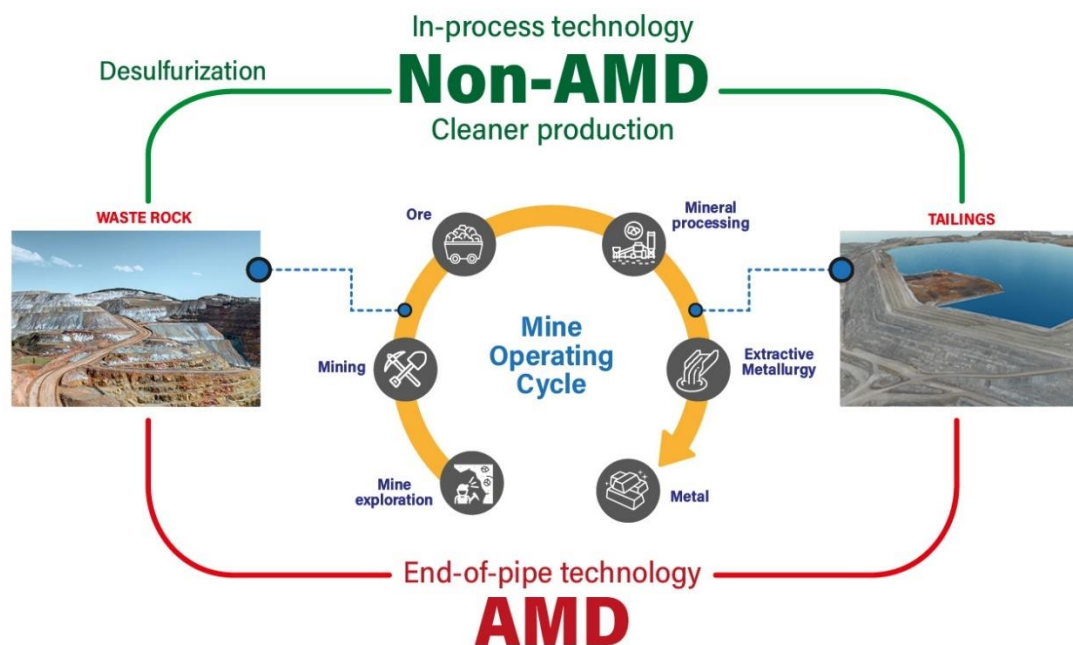 In-process technology
Non-AMD
Cleaner production
Desulfurization
WASTE ROCK
TAILINGS
Ore
Mineral
processing
Mine
Operating
Cycle
Mining
Extractive
Metallurgy
Mine
exploration
Metal
End-of-pipe technology
AMD